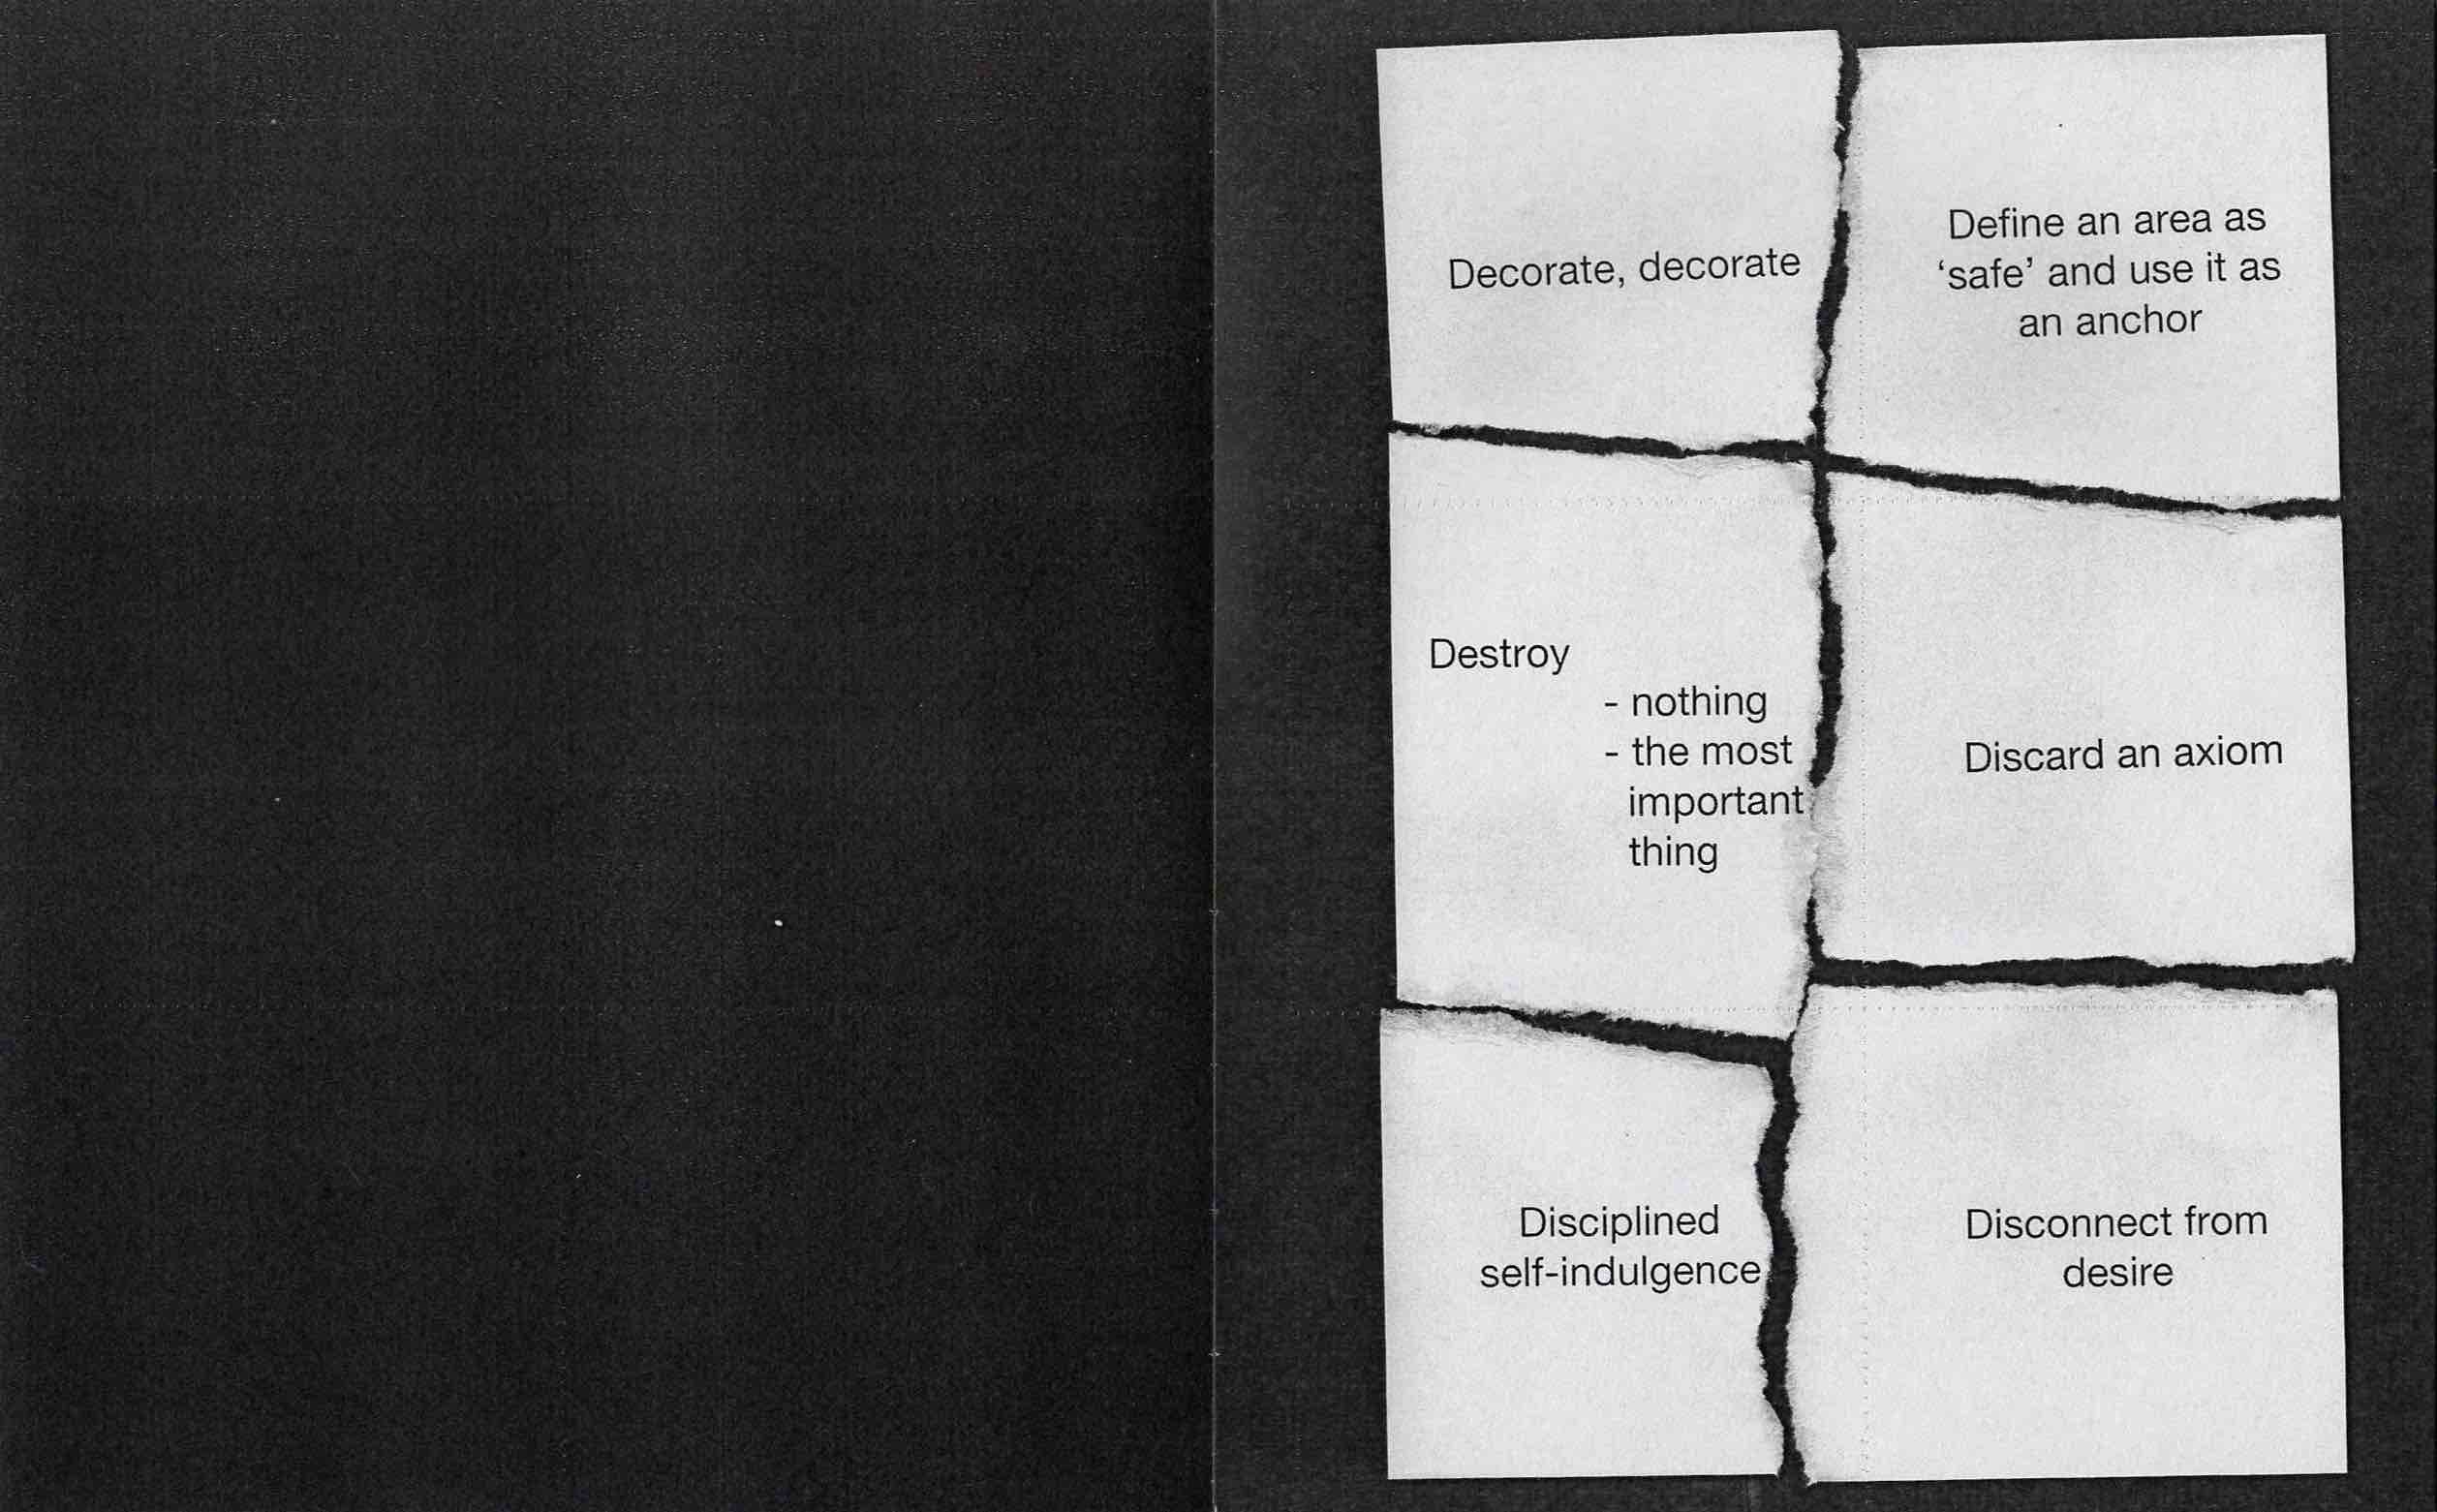 Decorate, decorate
Define an area as
‘safe’ and use it as
an anchor
Destroy
- nothing
- the most
important
thing
Discard an axiom
Disciplined
self-indulgence
Disconnect from
desire